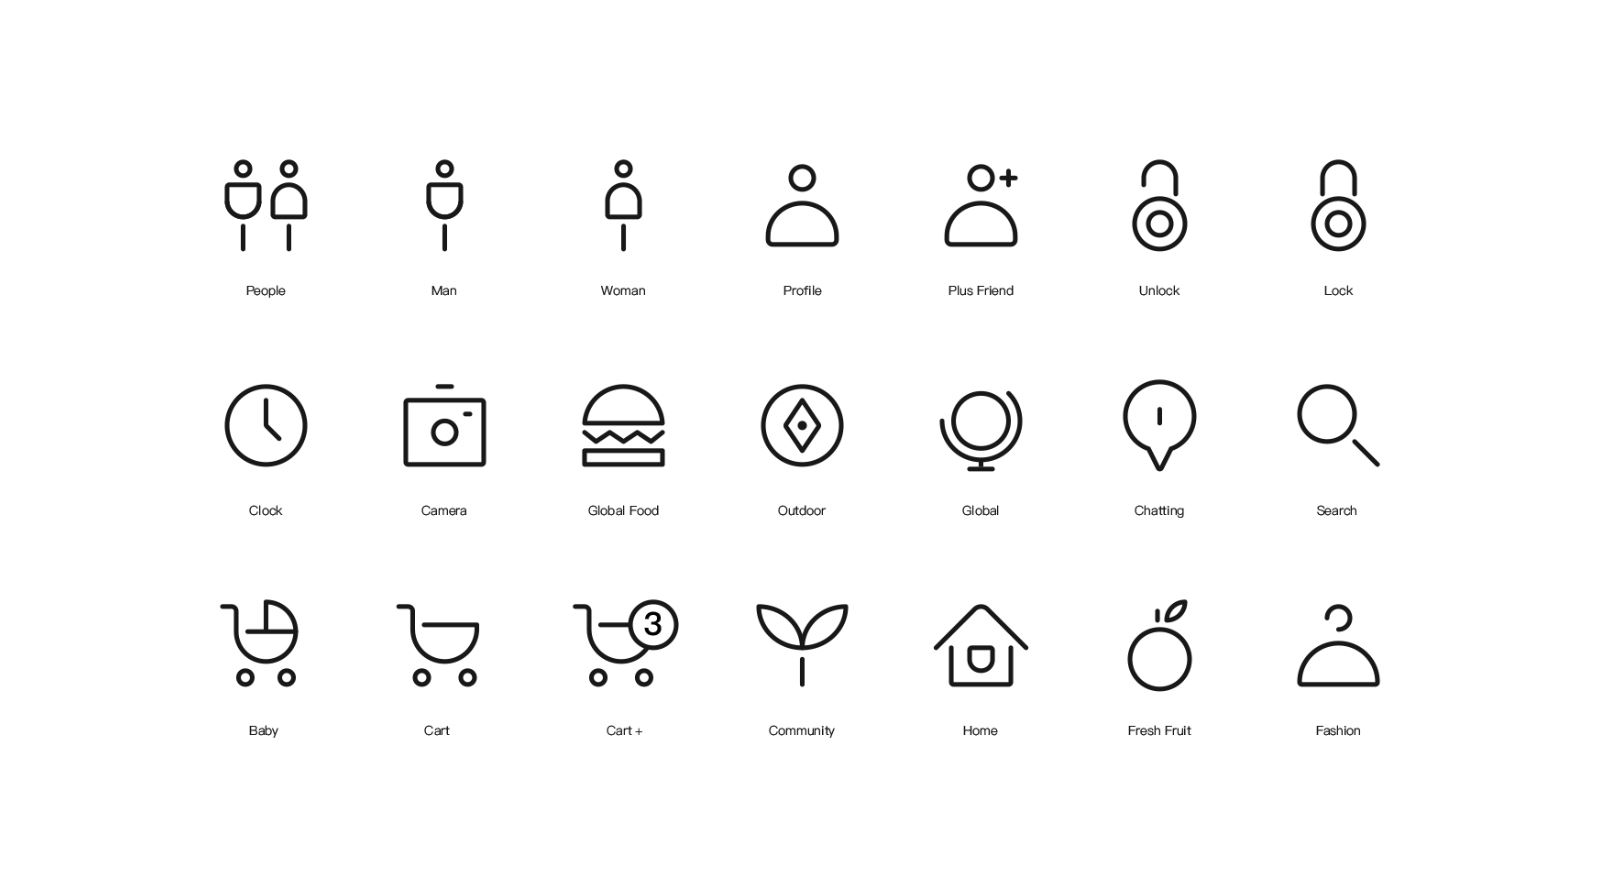 People
Man
Woman
Profile
Plus Friend
Unlock
Lock
Clock
Camera
Global Food
Outdoor
Global
Chatting
Search
3
Baby
Cart
Cart +
Community
Home
Fresh Fruit
Fashion